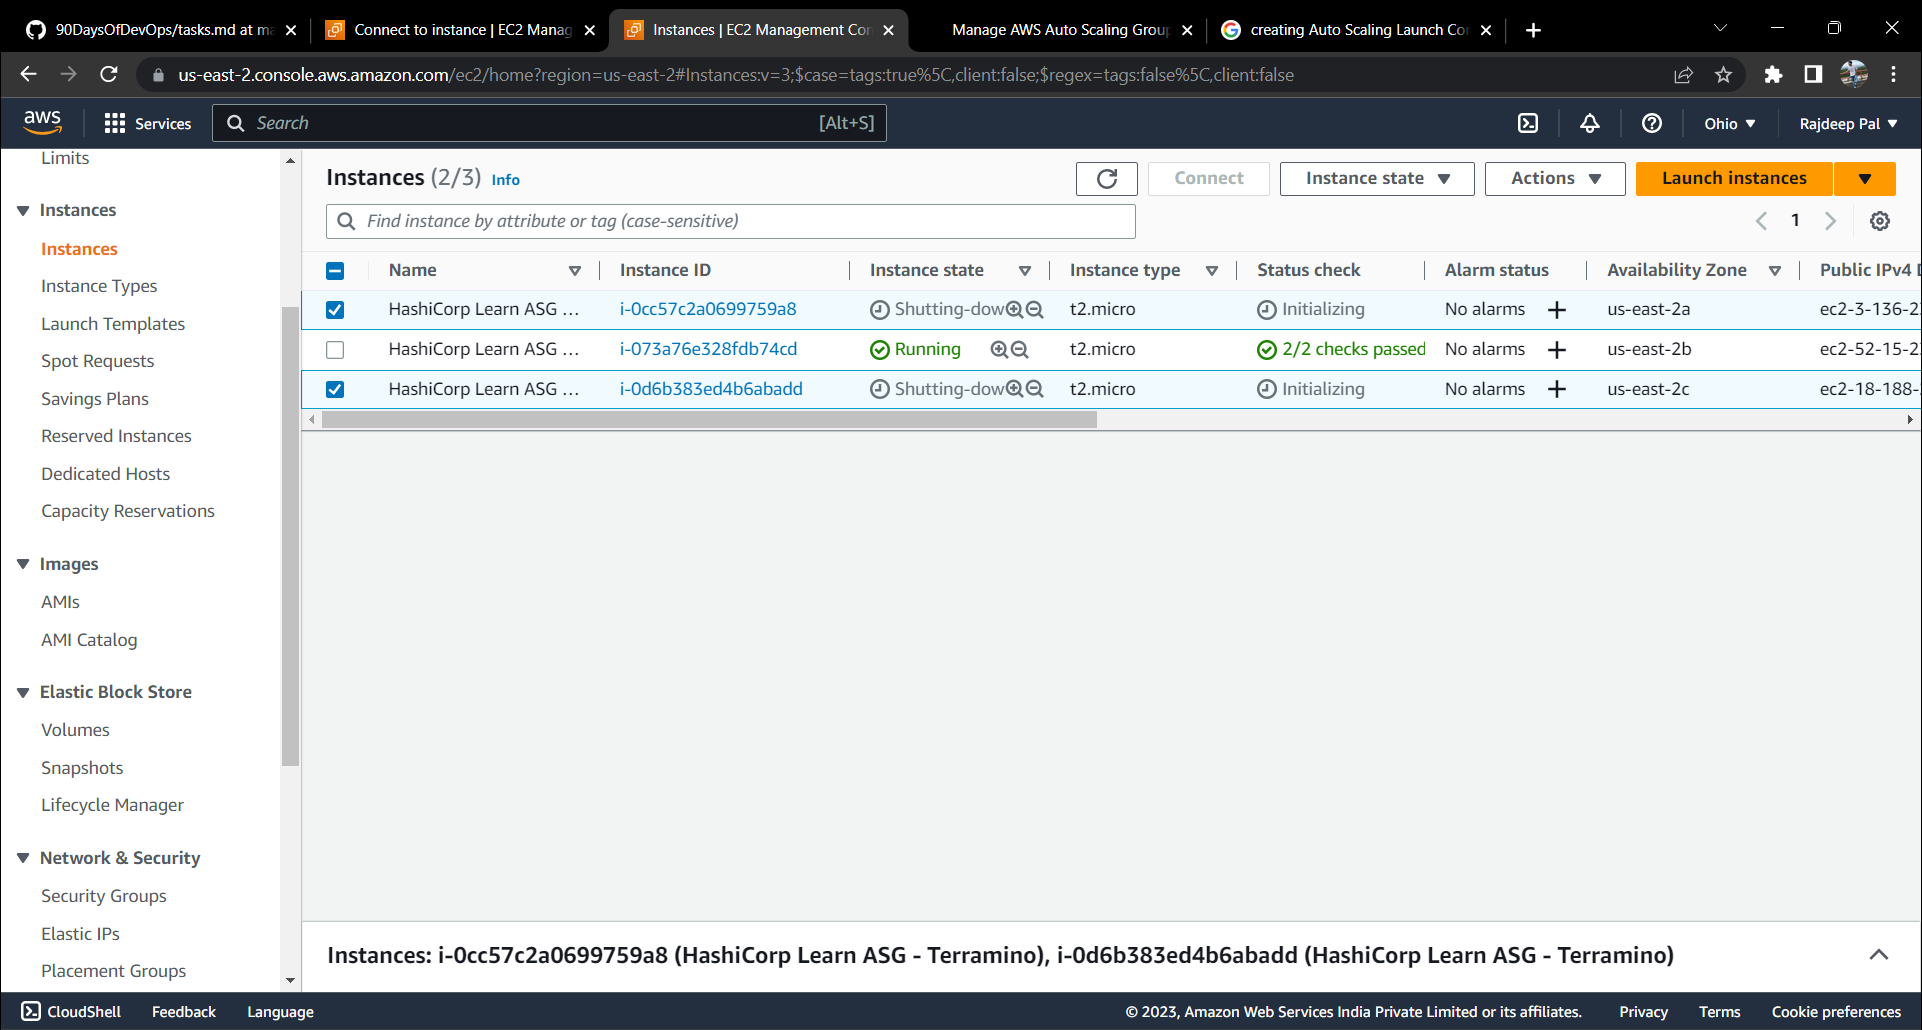 90DaysOfDevOps/tasks.md at ma
Connect to instance | EC2 Manag
Instances | EC2 Management Con
Manage AWS Auto Scaling Group
creating Auto Scaling Launch Con
us-east-2.console.aws.amazon.com/ec2/home?region=us-east-2#Instances:v=3;$case=tags:true%5C,client:false;$regex=tags:false%5C,client:false
aws
Services
Search
[Alt+S]
Ohio
Rajdeep Pal
Limits
Instances
Instances
Instance Types
Launch Templates
Spot Requests
Savings Plans
Reserved Instances
Dedicated Hosts
Capacity Reservations
Images
AMIs
AMI Catalog
Elastic Block Store
Volumes
Snapshots
Lifecycle Manager
Network & Security
Security Groups
Elastic IPs
Placement Groups
Instances (2/3) Info
Connect
Instance state
Actions
Launch instances
Find instance by attribute or tag (case-sensitive)
1
Name Instance ID Instance state Instance type Status check Alarm status Availability Zone Public IPv4 D
HashiCorp Learn ASG ... i-0cc57c2a0699759a8 Shutting-dow t2.micro Initializing No alarms us-east-2a ec2-3-136-2
HashiCorp Learn ASG ... i-073a76e328fdb74cd Running t2.micro 2/2 checks passed No alarms us-east-2b ec2-52-15-2
HashiCorp Learn ASG ... i-0d6b383ed4b6abadd Shutting-dow t2.micro Initializing No alarms us-east-2c ec2-18-188-
Instances: i-0cc57c2a0699759a8 (HashiCorp Learn ASG - Terramino), i-0d6b383ed4b6abadd (HashiCorp Learn ASG - Terramino)
CloudShell Feedback Language © 2023, Amazon Web Services India Private Limited or its affiliates. Privacy Terms Cookie preferences